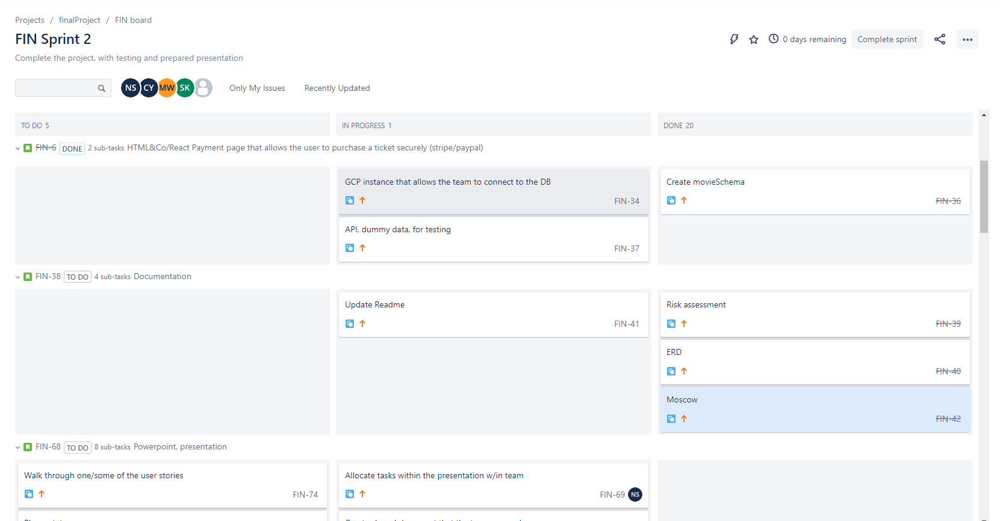 Projects / finalProject / FIN board
FIN Sprint 2
0 days remaining
Complete sprint
Complete the project, with testing and prepared presentation
NS CY MW SK
Only My Issues
Recently Updated
TO DO 5
IN PROGRESS 1
DONE 20
FIN-6 DONE 2 sub-tasks HTML&Co/React Payment page that allows the user to purchase a ticket securely (stripe/paypal)
GCP instance that allows the team to connect to the DB
FIN-34
API, dummy data, for testing
FIN-37
Create movieSchema
FIN-36
FIN-38 TO DO 4 sub-tasks Documentation
Update Readme
FIN-41
Risk assessment
FIN-39
ERD
FIN-40
Moscow
FIN-42
FIN-68 TO DO 8 sub-tasks Powerpoint, presentation
Walk through one/some of the user stories
FIN-74
Allocate tasks within the presentation w/in team
FIN-69 NS